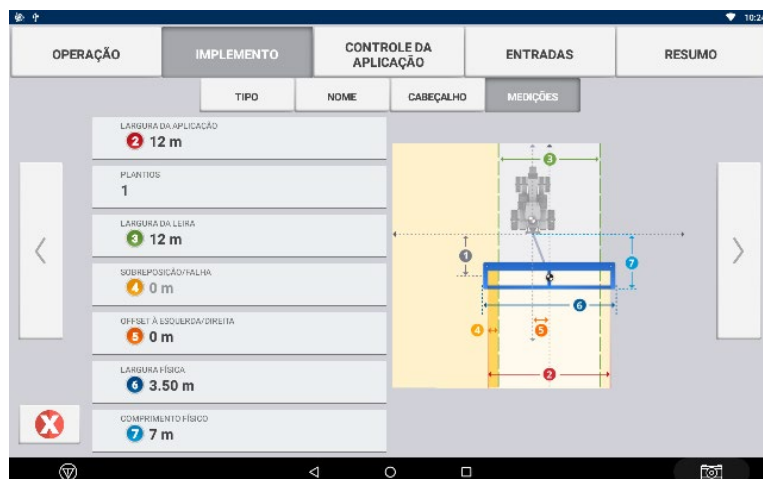 10:24
OPERAÇÃO
IMPLEMENTO
CONTROLE DA
APLICAÇÃO
ENTRADAS
RESUMO
TIPO
NOME
CABEÇALHO
MEDIÇÕES
LARGURA DA APLICAÇÃO
2 12 m
PLANTIOS
1
LARGURA DA LEIRA
3 12 m
SOBREPOSIÇÃO/FALHA
4 0 m
OFFSET À ESQUERDA/DIREITA
5 0 m
LARGURA FÍSICA
6 3.50 m
COMPRIMENTO FÍSICO
7 7 m
3
1
7
6
4
5
2